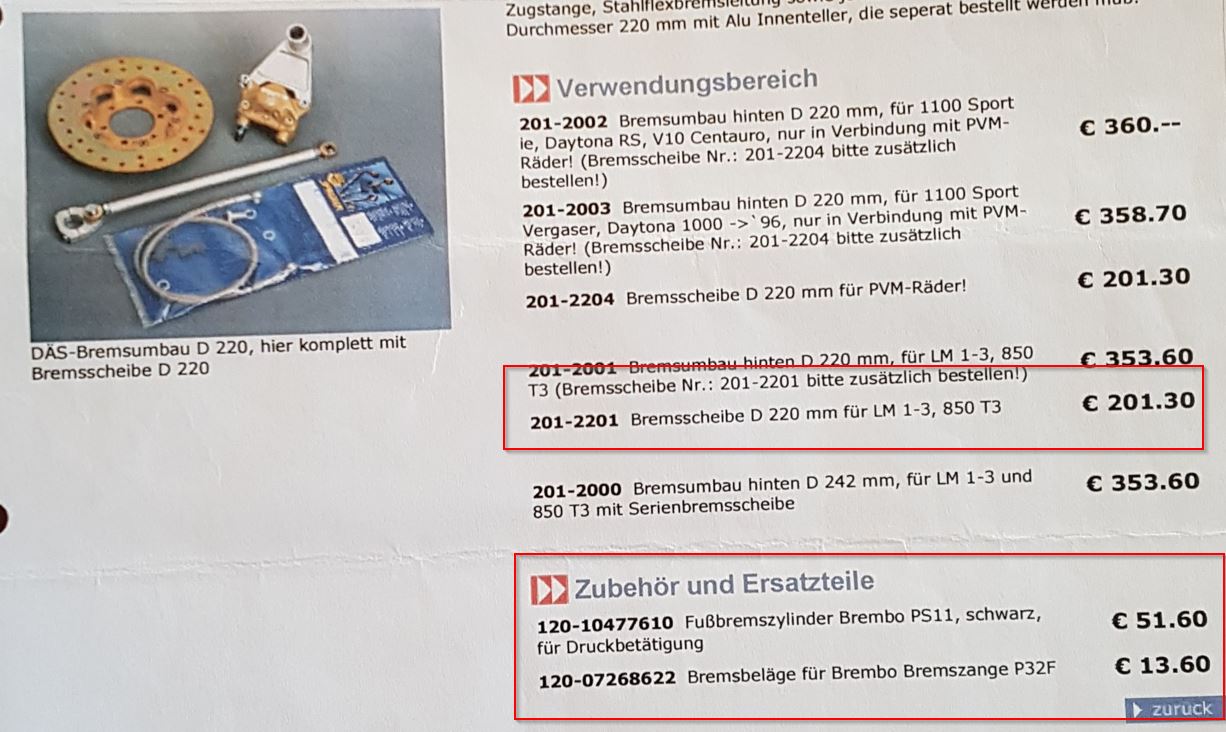 Zugstange, Stahlflexbremsleitung
Durchmesser 220 mm mit Alu Innenteller, die seperat bestellt werden muß.
Verwendungsbereich
201-2002 Bremsumbau hinten D 220 mm, für 1100 Sport
ie, Daytona RS, V10 Centauro, nur in Verbindung mit PVM-
Räder! (Bremsscheibe Nr.: 201-2204 bitte zusätzlich
bestellen!)
€ 360.--
201-2003 Bremsumbau hinten D 220 mm, für 1100 Sport
Vergaser, Daytona 1000 ->`96, nur in Verbindung mit PVM-
Räder! (Bremsscheibe Nr.: 201-2204 bitte zusätzlich
bestellen!)
€ 358.70
201-2204 Bremsscheibe D 220 mm für PVM-Räder!
€ 201.30
DÄS-Bremsumbau D 220, hier komplett mit
Bremsscheibe D 220
201-2001 Bremsumbau hinten D 220 mm, für LM 1-3, 850
T3 (Bremsscheibe Nr.: 201-2201 bitte zusätzlich bestellen!)
€ 353.60
201-2201 Bremsscheibe D 220 mm für LM 1-3, 850 T3
€ 201.30
201-2000 Bremsumbau hinten D 242 mm, für LM 1-3 und
850 T3 mit Serienbremsscheibe
€ 353.60
Zubehör und Ersatzteile
120-10477610 Fußbremszylinder Brembo PS11, schwarz,
für Druckbetätigung
€ 51.60
120-07268622 Bremsbeläge für Brembo Bremszange P32F
€ 13.60
zurück